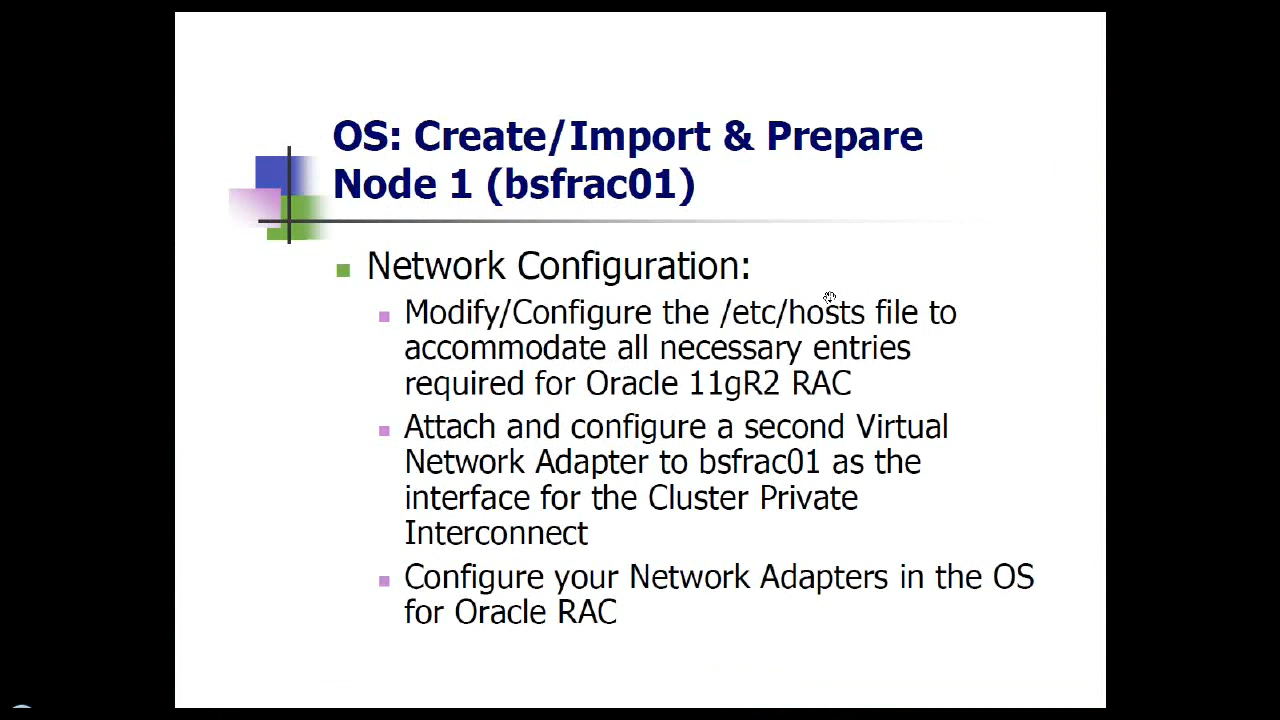 OS: Create/Import & Prepare
Node 1 (bsfrac01)
Network Configuration:
Modify/Configure the /etc/hosts file to
accommodate all necessary entries
required for Oracle 11gR2 RAC
Attach and configure a second Virtual
Network Adapter to bsfrac01 as the
interface for the Cluster Private
Interconnect
Configure your Network Adapters in the OS
for Oracle RAC